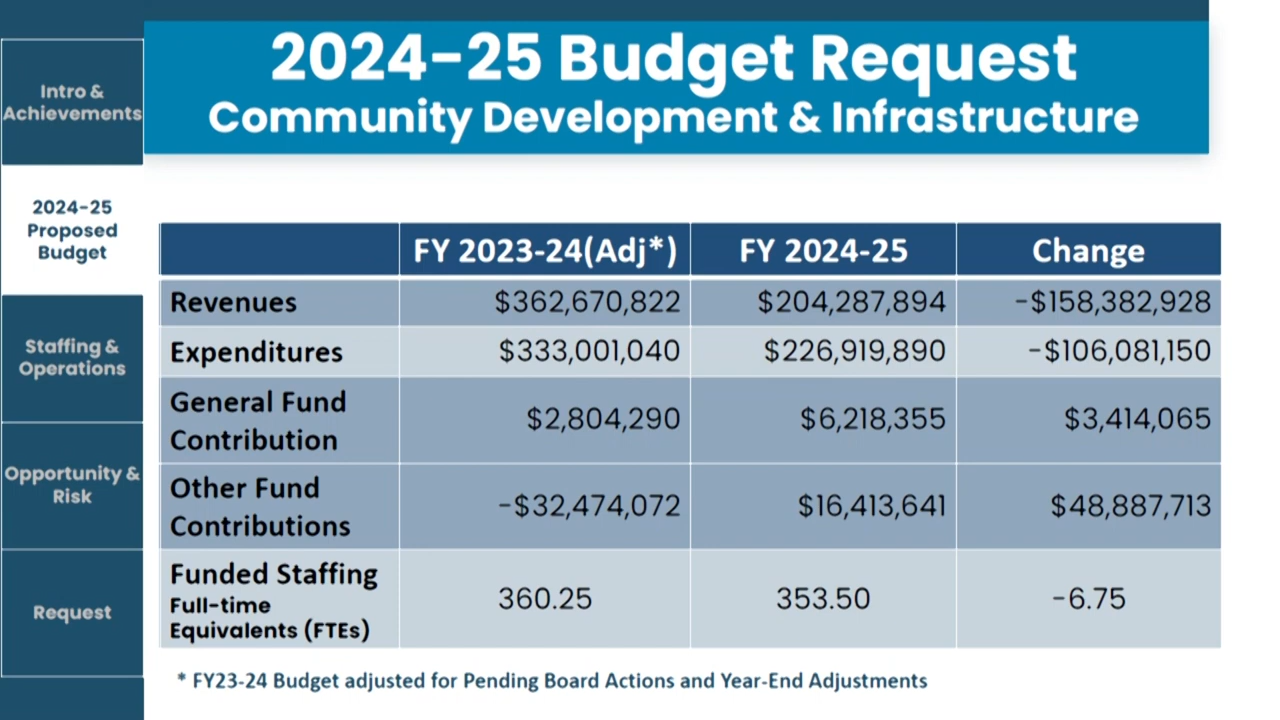 2024-25 Budget Request
Community Development & Infrastructure
Intro &
Achievements
2024-25
Proposed
Budget
Staffing &
Operations
Opportunity &
Risk
Request
FY 2023-24(Adj*) FY 2024-25 Change
Revenues $362,670,822 $204,287,894 -$158,382,928
Expenditures $333,001,040 $226,919,890 -$106,081,150
General Fund
Contribution $2,804,290 $6,218,355 $3,414,065
Other Fund
Contributions -$32,474,072 $16,413,641 $48,887,713
Funded Staffing
Full-time
Equivalents (FTEs) 360.25 353.50 -6.75
* FY23-24 Budget adjusted for Pending Board Actions and Year-End Adjustments